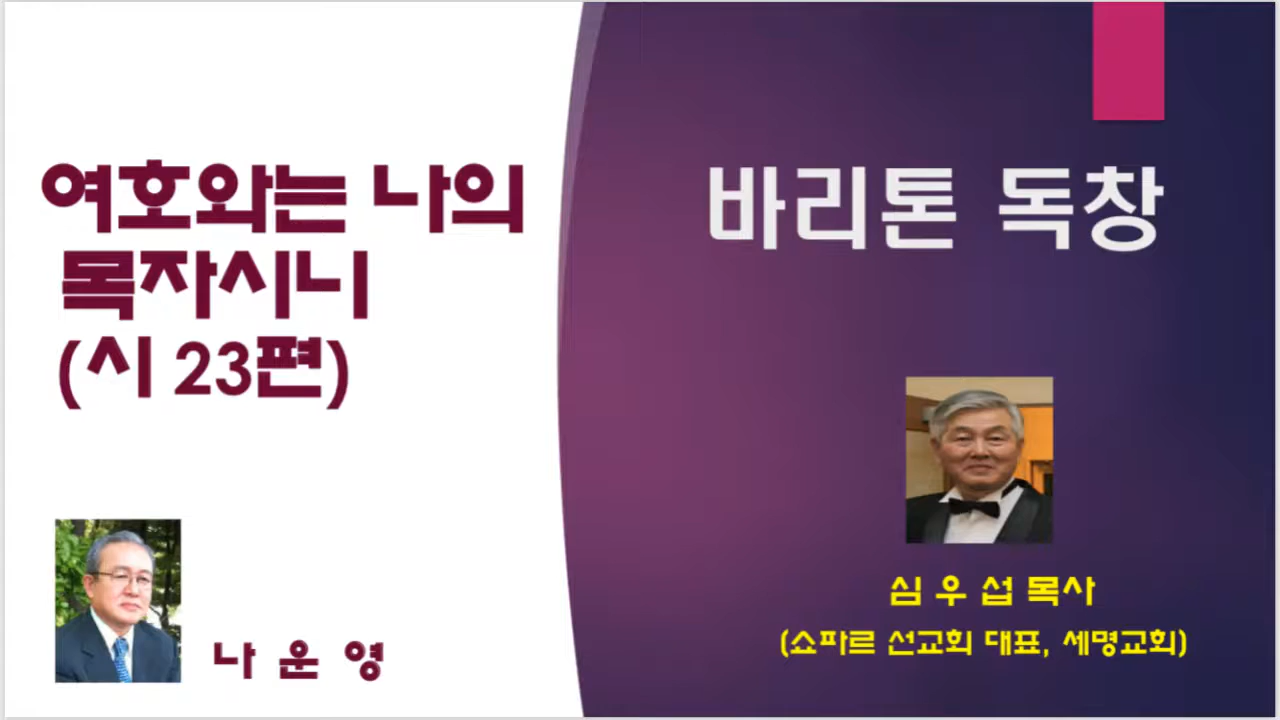 여호와는 나의
목자시니
(시 23편)
나 운 영
바리톤 독창
심 우 섭 목사
(쇼파르 선교회 대표, 세명교회)